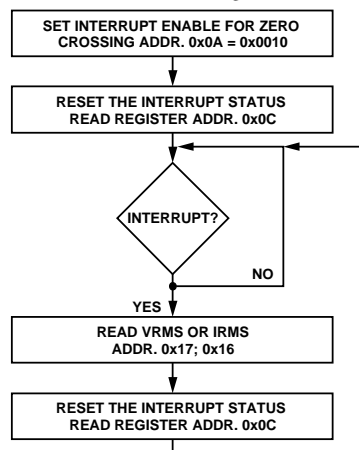 SET INTERRUPT ENABLE FOR ZERO
CROSSING ADDR. 0x0A = 0x0010
RESET THE INTERRUPT STATUS
READ REGISTER ADDR. 0x0C
INTERRUPT?
NO
YES
READ VRMS OR IRMS
ADDR. 0x17; 0x16
RESET THE INTERRUPT STATUS
READ REGISTER ADDR. 0x0C